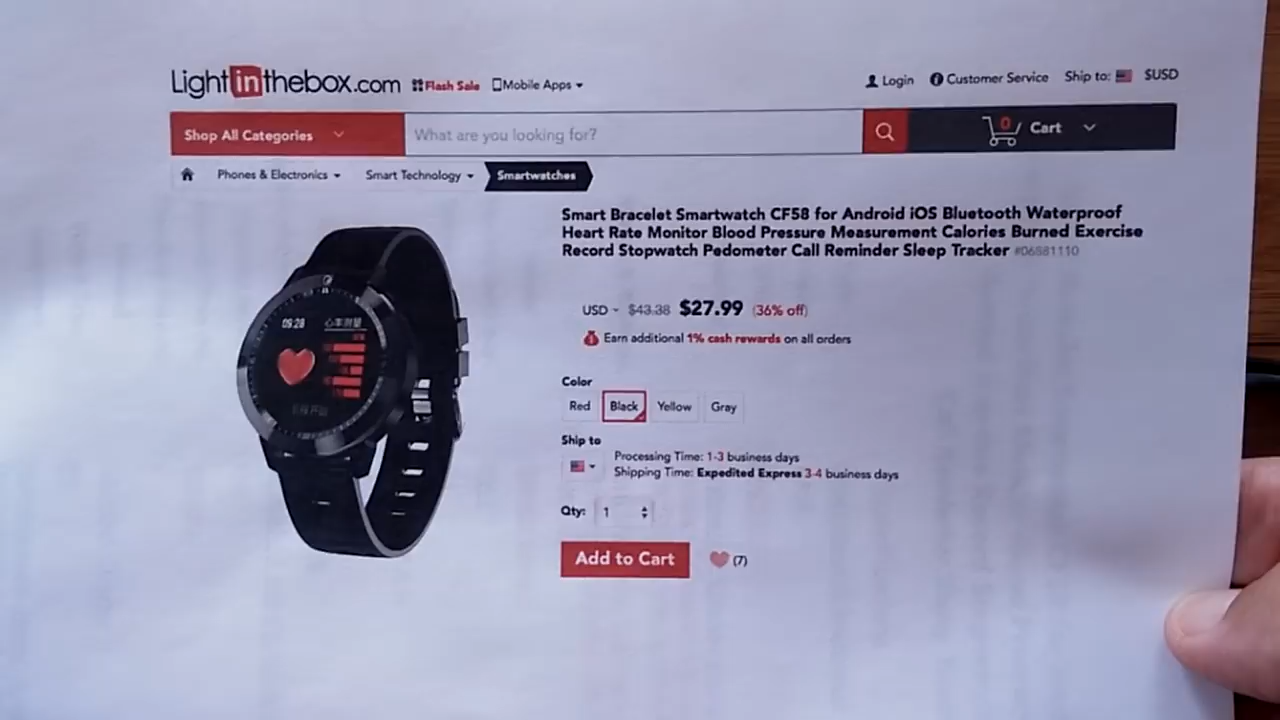 Lightinthebox.com Flash Sale Mobile Apps Login Customer Service Ship to: $USD
Shop All Categories What are you looking for? 0 Cart
Phones & Electronics Smart Technology Smartwatches
Smart Bracelet Smartwatch CF58 for Android iOS Bluetooth Waterproof
Heart Rate Monitor Blood Pressure Measurement Calories Burned Exercise
Record Stopwatch Pedometer Call Reminder Sleep Tracker #06881110
USD $43.38 $27.99 (36% off)
Earn additional 1% cash rewards on all orders
09:28 心率测量
Color
Red Black Yellow Gray
Ship to
Processing Time: 1-3 business days
Shipping Time: Expedited Express 3-4 business days
Qty: 1
Add to Cart (7)